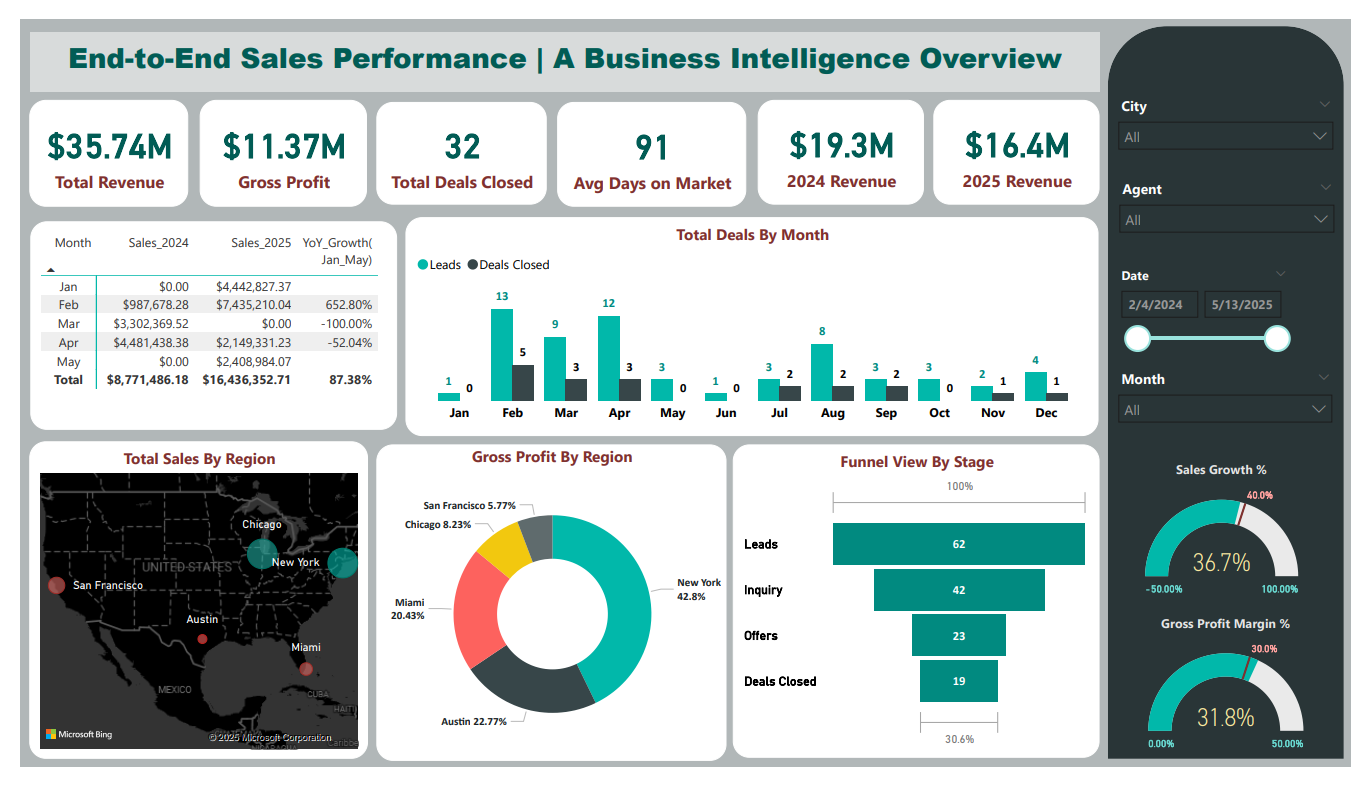 End-to-End Sales Performance | A Business Intelligence Overview
$35.74M
Total Revenue
$11.37M
Gross Profit
32
Total Deals Closed
91
Avg Days on Market
$19.3M
2024 Revenue
$16.4M
2025 Revenue
City
All
Agent
All
Date
2/4/2024 5/13/2025
Month
All
Month Sales_2024 Sales_2025 YoY_Growth(
Jan_May)
Jan $0.00 $4,442,827.37
Feb $987,678.28 $7,435,210.04 652.80%
Mar $3,302,369.52 $0.00 -100.00%
Apr $4,481,438.38 $2,149,331.23 -52.04%
May $0.00 $2,408,984.07
Total $8,771,486.18 $16,436,352.71 87.38%
Total Deals By Month
Leads Deals Closed
1 0 13 5 9 3 12 3 3 0 1 0 3 2 8 2 3 2 3 0 2 1 4 1
Jan Feb Mar Apr May Jun Jul Aug Sep Oct Nov Dec
Total Sales By Region
Chicago
UNITED STATES
New York
San Francisco
Austin
Miami
MEXICO
CUBA
HAITI
Microsoft Bing
© 2025 Microsoft Corporation
Caribbe
Gross Profit By Region
San Francisco 5.77%
Chicago 8.23%
New York
42.8%
Miami
20.43%
Austin 22.77%
Funnel View By Stage
100%
Leads 62
Inquiry 42
Offers 23
Deals Closed 19
30.6%
Sales Growth %
40.0%
36.7%
-50.00% 100.00%
Gross Profit Margin %
30.0%
31.8%
0.00% 50.00%